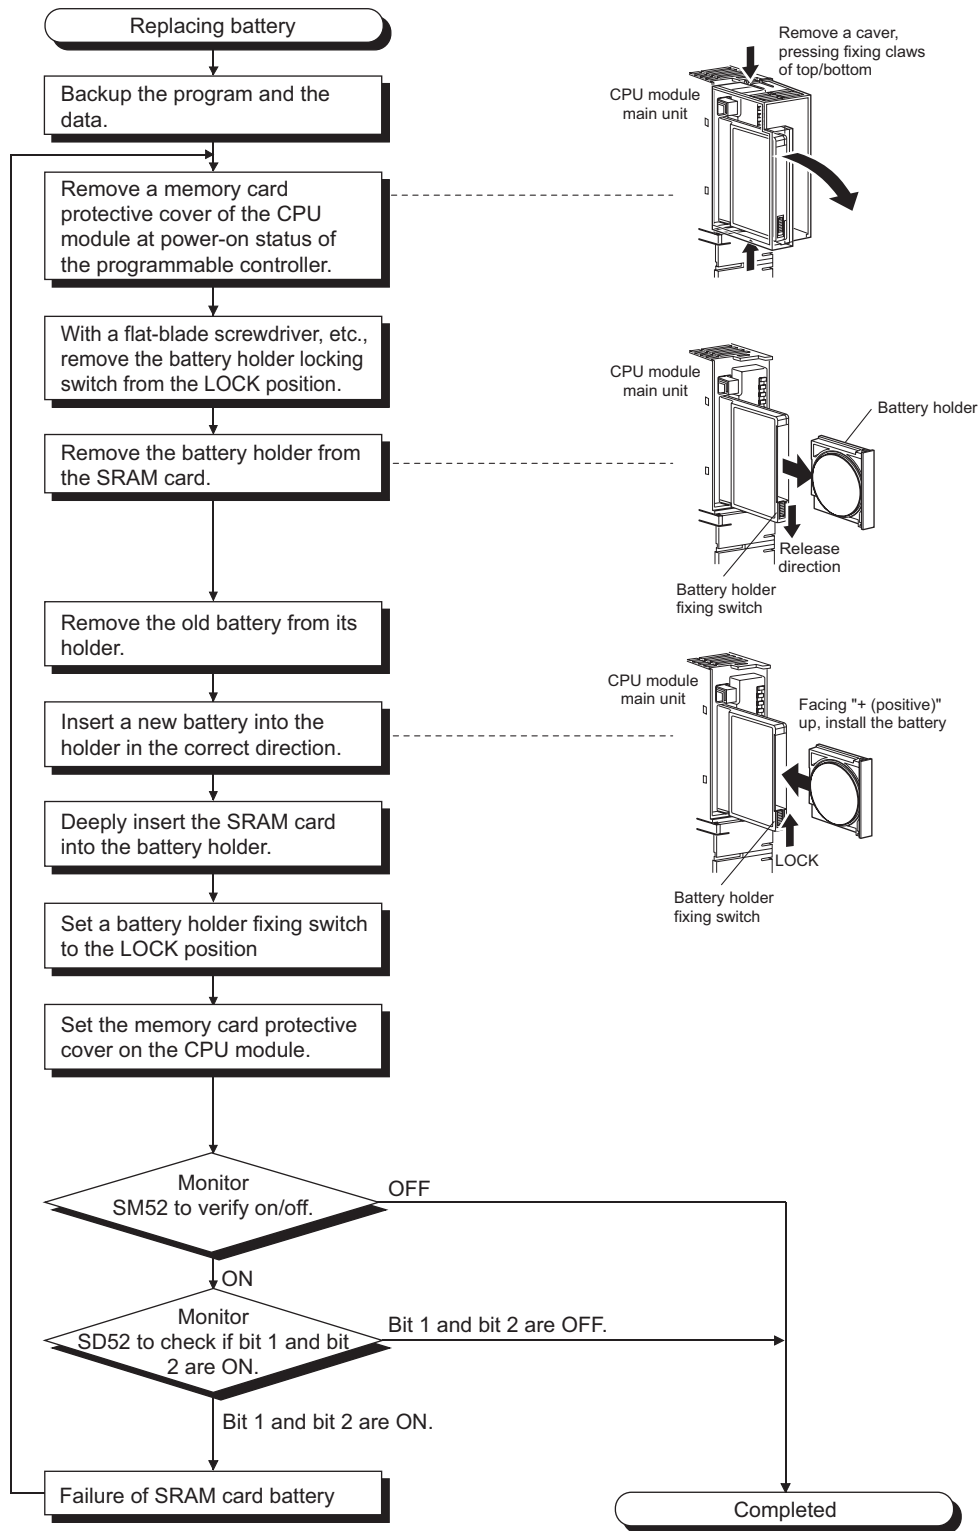 Replacing battery
Backup the program and the
data.
Remove a memory card
protective cover of the CPU
module at power-on status of
the programmable controller.
Remove a caver,
pressing fixing claws
of top/bottom
CPU module
main unit
With a flat-blade screwdriver, etc.,
remove the battery holder locking
switch from the LOCK position.
Remove the battery holder from
the SRAM card.
CPU module
main unit
Battery holder
Release
direction
Battery holder
fixing switch
Remove the old battery from its
holder.
Insert a new battery into the
holder in the correct direction.
CPU module
main unit
Facing "+ (positive)"
up, install the battery
LOCK
Battery holder
fixing switch
Deeply insert the SRAM card
into the battery holder.
Set a battery holder fixing switch
to the LOCK position
Set the memory card protective
cover on the CPU module.
Monitor
SM52 to verify on/off.
OFF
ON
Monitor
SD52 to check if bit 1 and bit
2 are ON.
Bit 1 and bit 2 are OFF.
Bit 1 and bit 2 are ON.
Failure of SRAM card battery
Completed